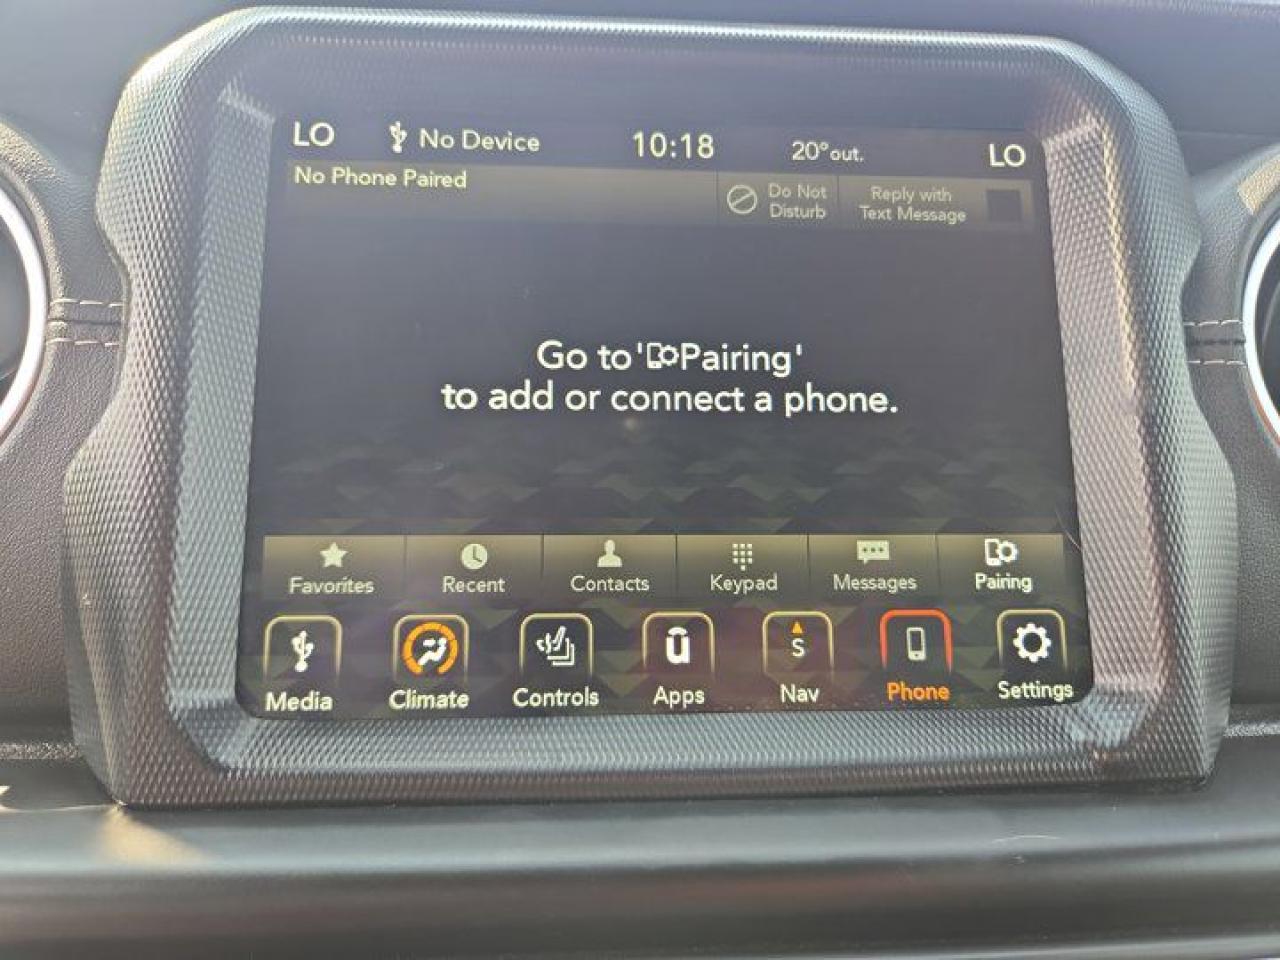 LO No Device 10:18 20°out. LO
No Phone Paired
Do Not
Disturb
Reply with
Text Message
Go to 'Pairing'
to add or connect a phone.
Favorites Recent Contacts Keypad Messages Pairing
S
Media Climate Controls Apps Nav Phone Settings